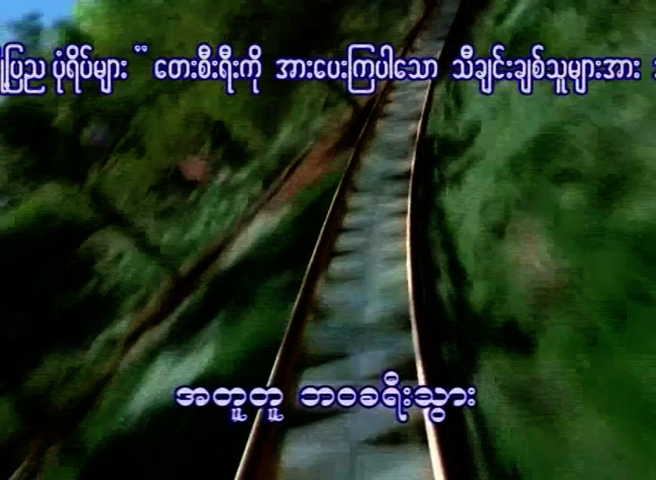 ပြည ပုံရိပ်များ " တေးစီးရီးကို အားပေးကြပါသော သီချင်းချစ်သူများအား
အတူတူ ဘဝခရီးသွား